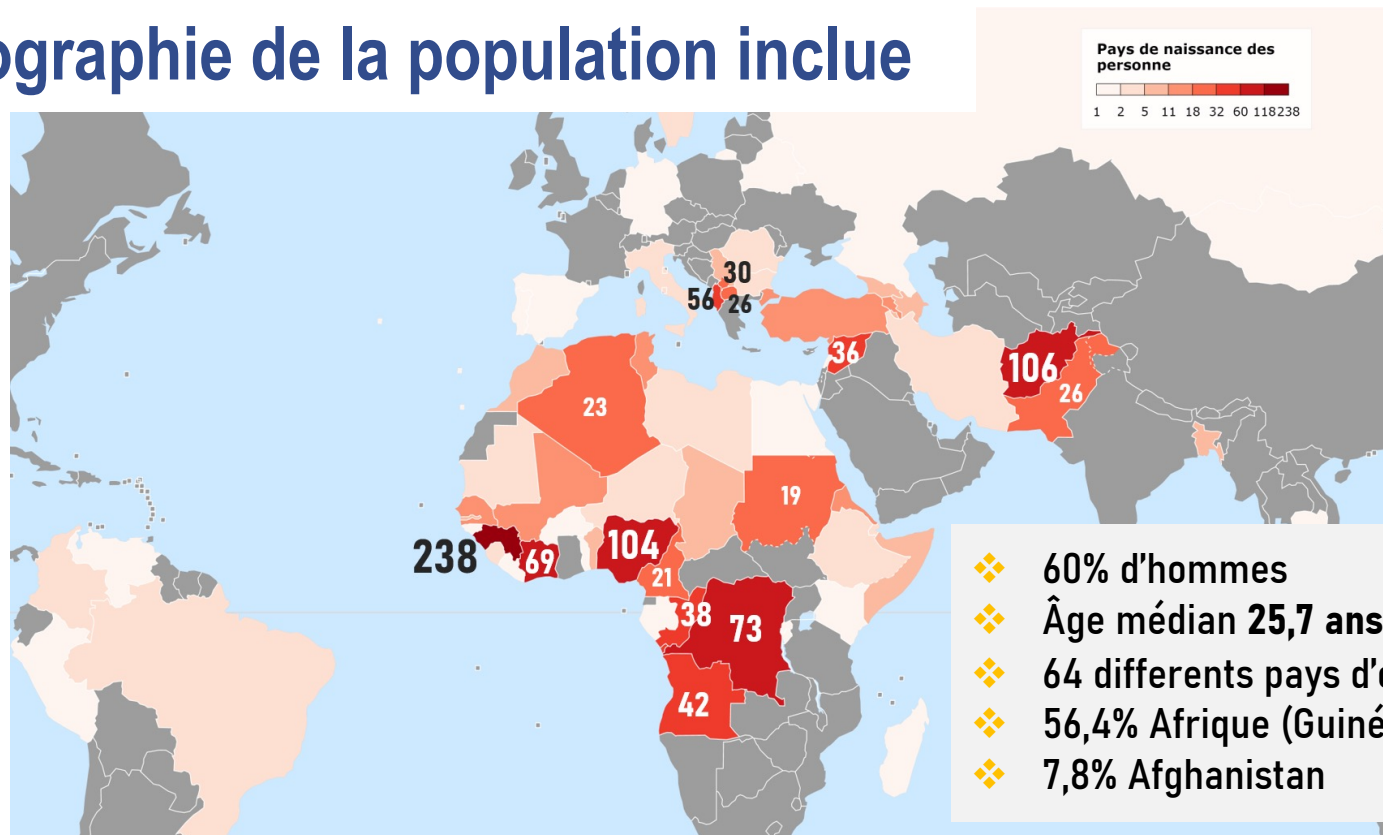 ographie de la population inclue
Pays de naissance des
personne
1 2 5 11 18 32 60 118 238
30
56
26
36
106
26
23
19
238
69
104
21
38
73
42
60% d'hommes
Âge médian 25,7 ans
64 differents pays d'
56,4% Afrique (Guiné
7,8% Afghanistan